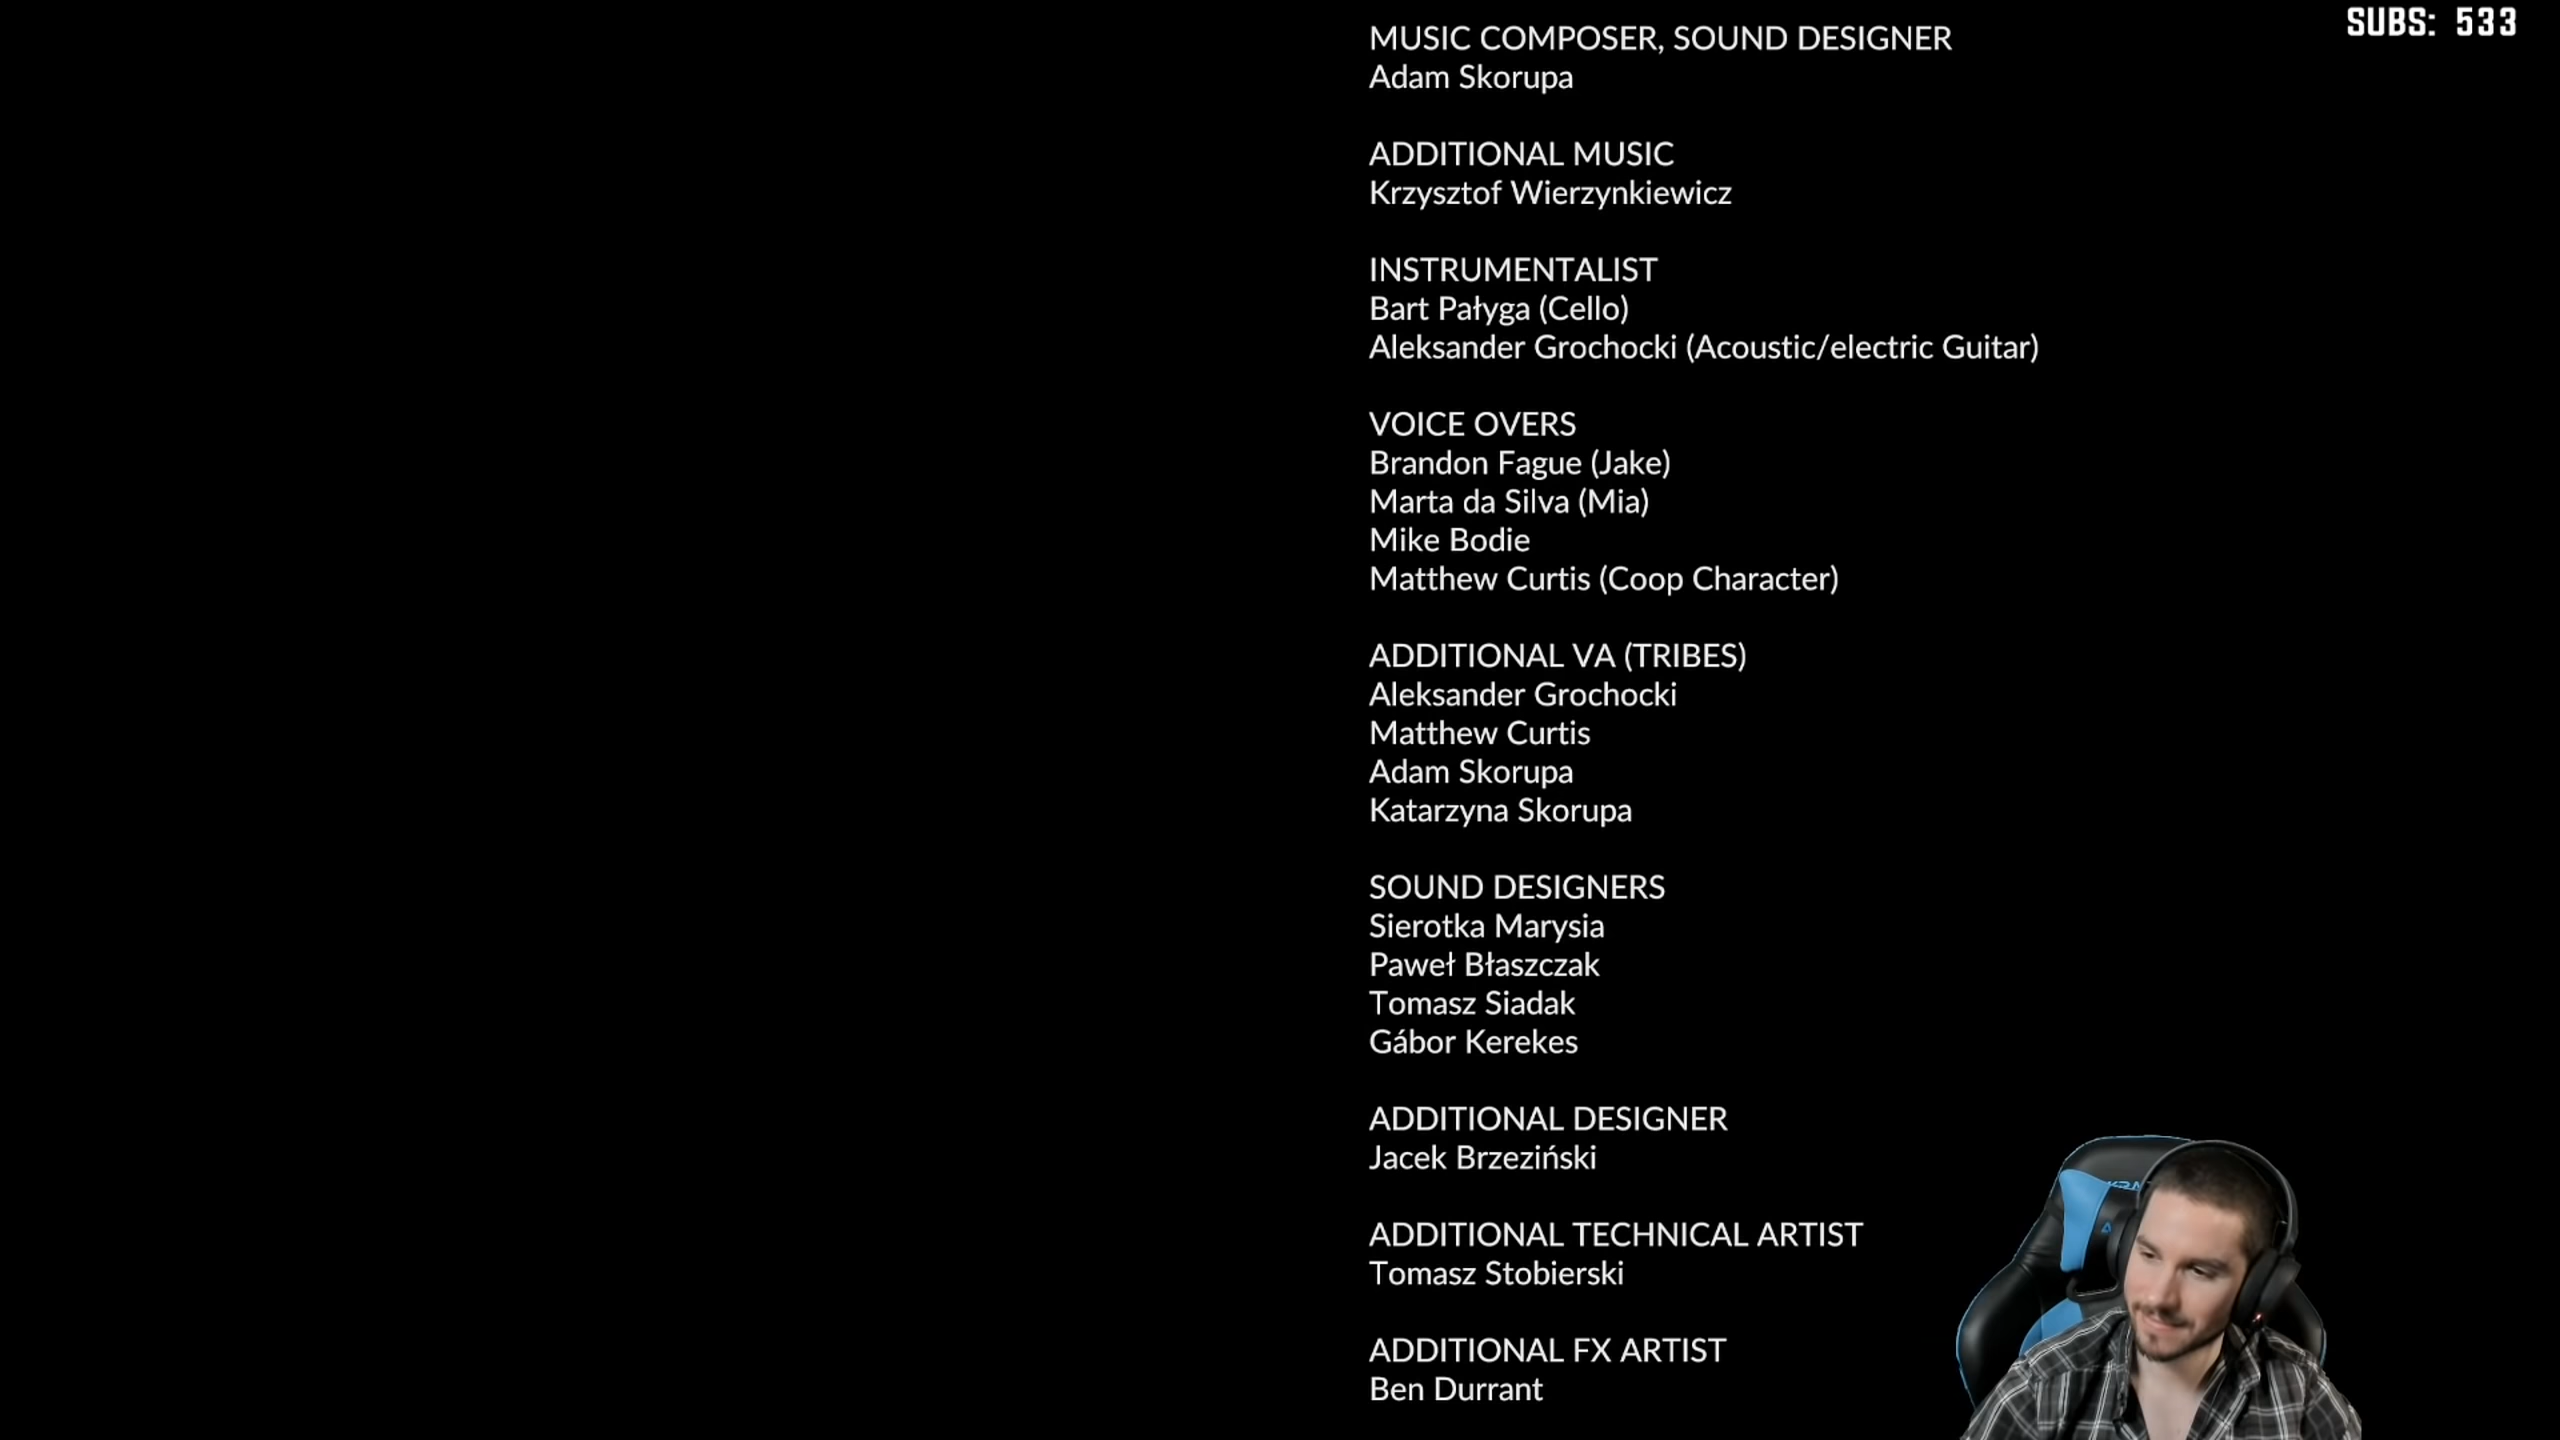 SUBS: 533
MUSIC COMPOSER, SOUND DESIGNER
Adam Skorupa
ADDITIONAL MUSIC
Krzysztof Wierzynkiewicz
INSTRUMENTALIST
Bart Pałyga (Cello)
Aleksander Grochocki (Acoustic/electric Guitar)
VOICE OVERS
Brandon Fague (Jake)
Marta da Silva (Mia)
Mike Bodie
Matthew Curtis (Coop Character)
ADDITIONAL VA (TRIBES)
Aleksander Grochocki
Matthew Curtis
Adam Skorupa
Katarzyna Skorupa
SOUND DESIGNERS
Sierotka Marysia
Paweł Błaszczak
Tomasz Siadak
Gábor Kerekes
ADDITIONAL DESIGNER
Jacek Brzeziński
ADDITIONAL TECHNICAL ARTIST
Tomasz Stobierski
ADDITIONAL FX ARTIST
Ben Durrant